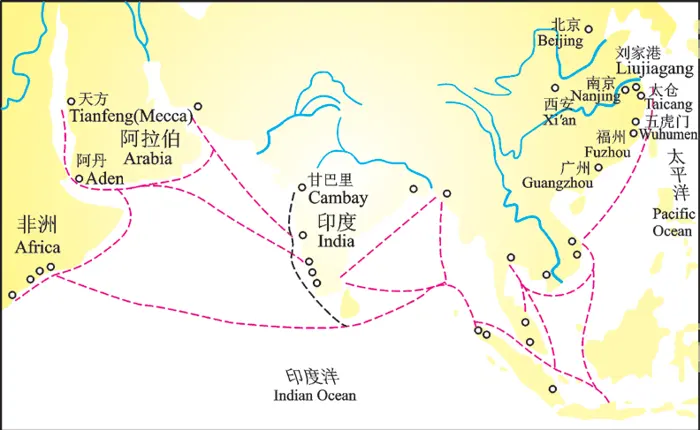 北京
Beijing
刘家港
Liujiagang
南京
Nanjing
太仓
Taicang
西安
Xi'an
五虎门
Wuhumen
福州
Fuzhou
广州
Guangzhou
太平洋
Pacific
Ocean
天方
Tianfeng(Mecca)
阿拉伯
Arabia
阿丹
Aden
甘巴里
Cambay
印度
India
非洲
Africa
印度洋
Indian Ocean